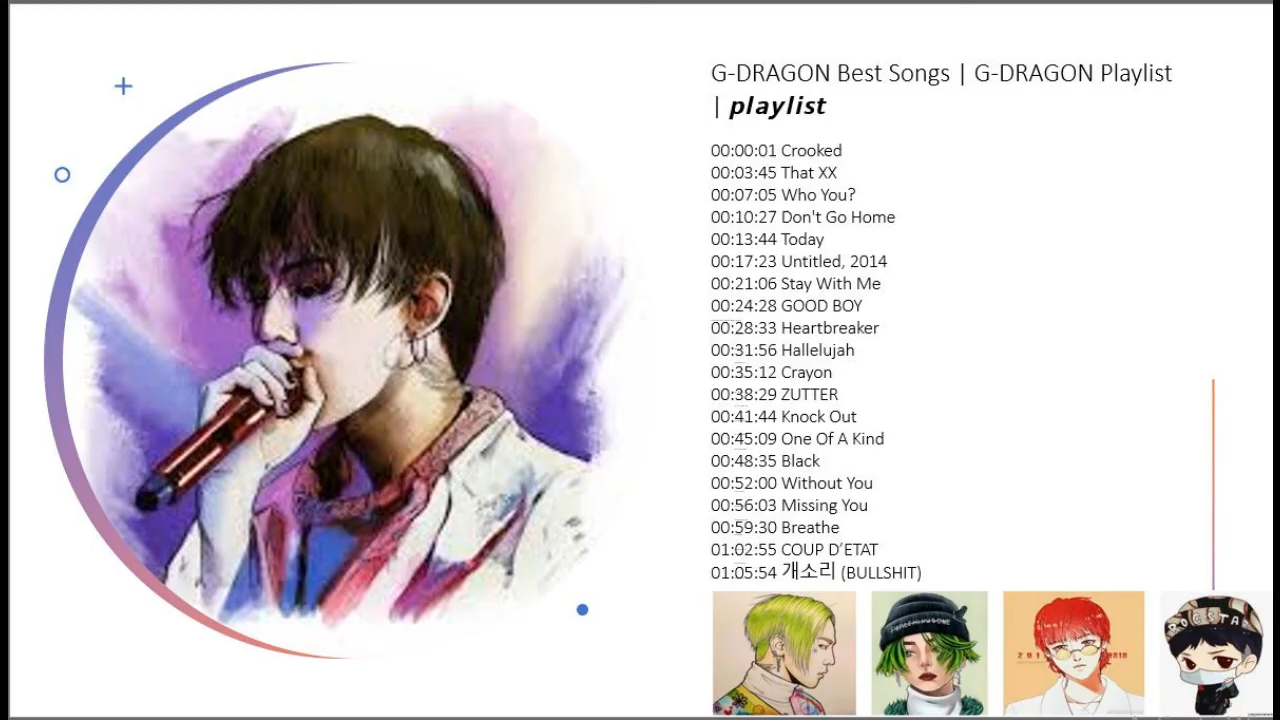 G-DRAGON Best Songs | G-DRAGON Playlist
| playlist
00:00:01 Crooked
00:03:45 That XX
00:07:05 Who You?
00:10:27 Don't Go Home
00:13:44 Today
00:17:23 Untitled, 2014
00:21:06 Stay With Me
00:24:28 GOOD BOY
00:28:33 Heartbreaker
00:31:56 Hallelujah
00:35:12 Crayon
00:38:29 ZUTTER
00:41:44 Knock Out
00:45:09 One Of A Kind
00:48:35 Black
00:52:00 Without You
00:56:03 Missing You
00:59:30 Breathe
01:02:55 COUP D’ETAT
01:05:54 개소리 (BULLSHIT)